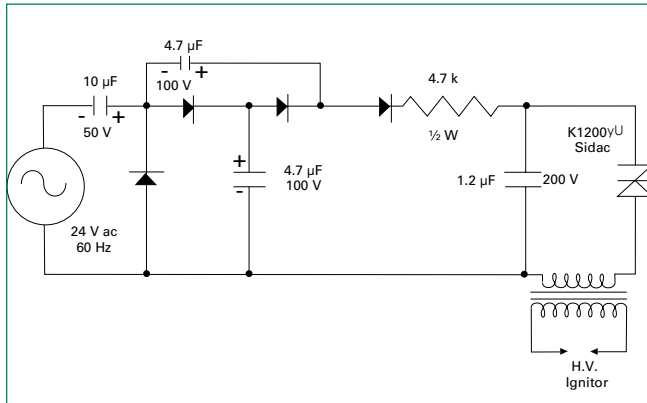 4.7 µF
- +
100 V
10 µF
- +
50 V
4.7 k
½ W
K1200yU
Sidac
+
-
4.7 µF
100 V
1.2 µF
200 V
24 V ac
60 Hz
H.V.
Ignitor